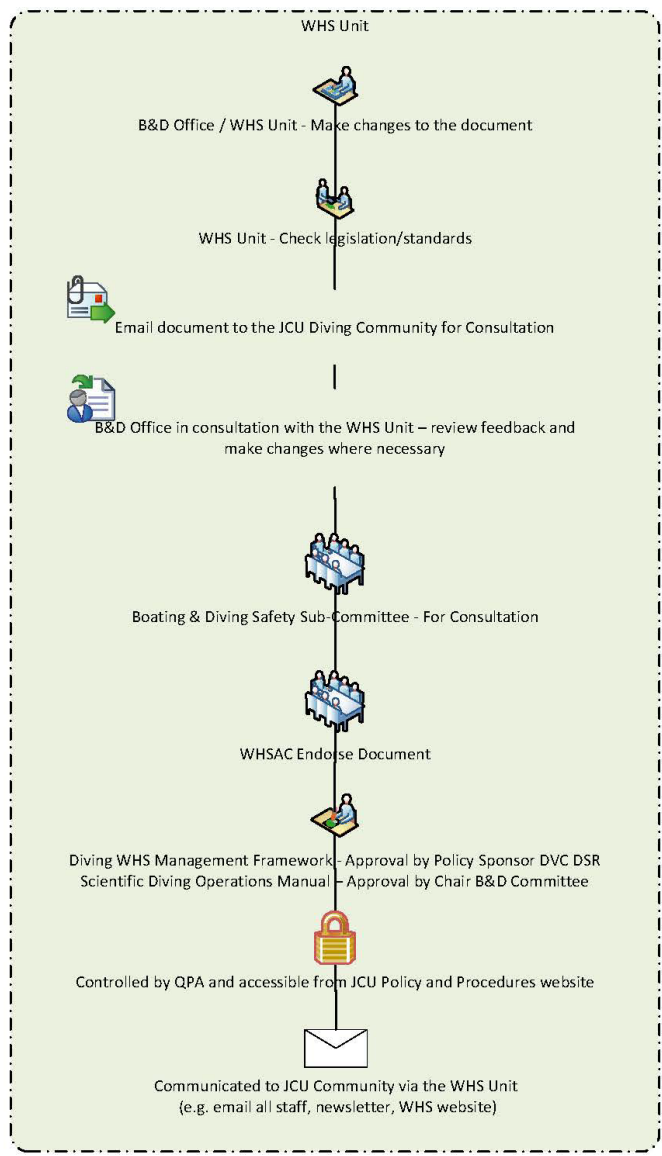 WHS Unit
B&D Office / WHS Unit - Make changes to the document
WHS Unit - Check legislation/standards
Email document to the JCU Diving Community for Consultation
B&D Office in consultation with the WHS Unit – review feedback and
make changes where necessary
Boating & Diving Safety Sub-Committee - For Consultation
WHSAC Endorse Document
Diving WHS Management Framework - Approval by Policy Sponsor DVC DSR
Scientific Diving Operations Manual – Approval by Chair B&D Committee
Controlled by QPA and accessible from JCU Policy and Procedures website
Communicated to JCU Community via the WHS Unit
(e.g. email all staff, newsletter, WHS website)